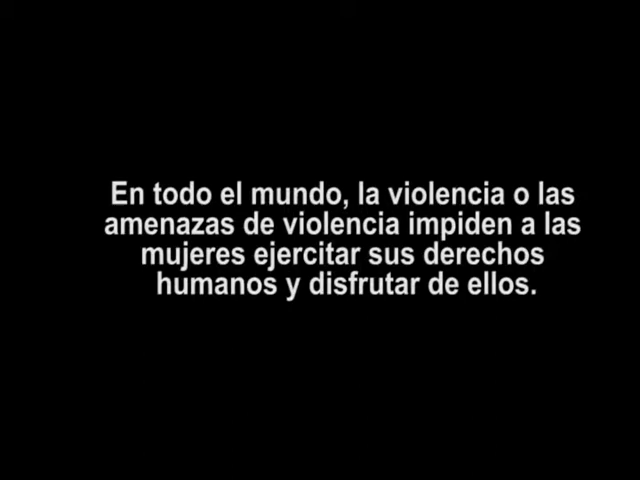 En todo el mundo, la violencia o las
amenazas de violencia impiden a las
mujeres ejercitar sus derechos
humanos y disfrutar de ellos.